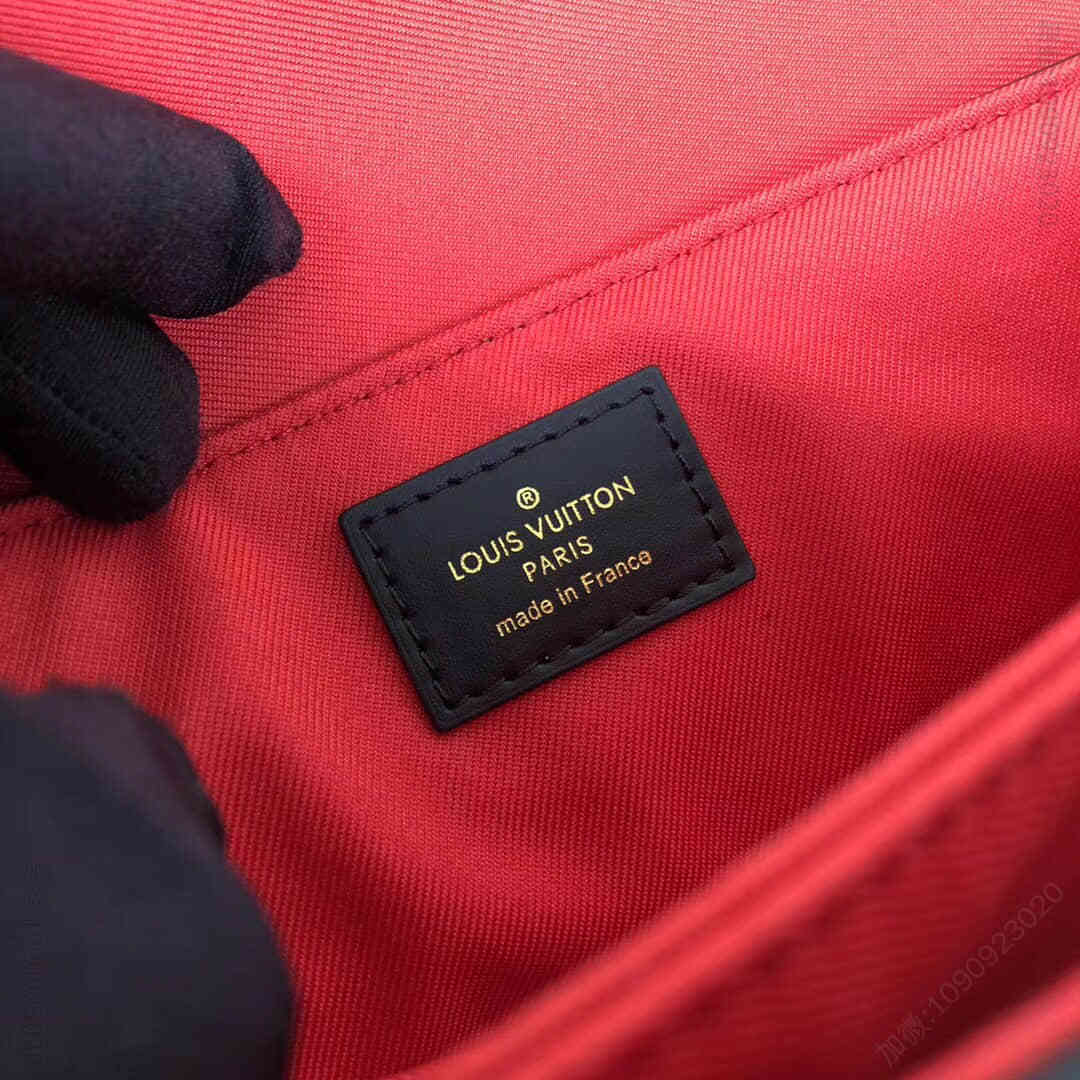 ®
LOUIS VUITTON
PARIS
made in France
加微:1090923020